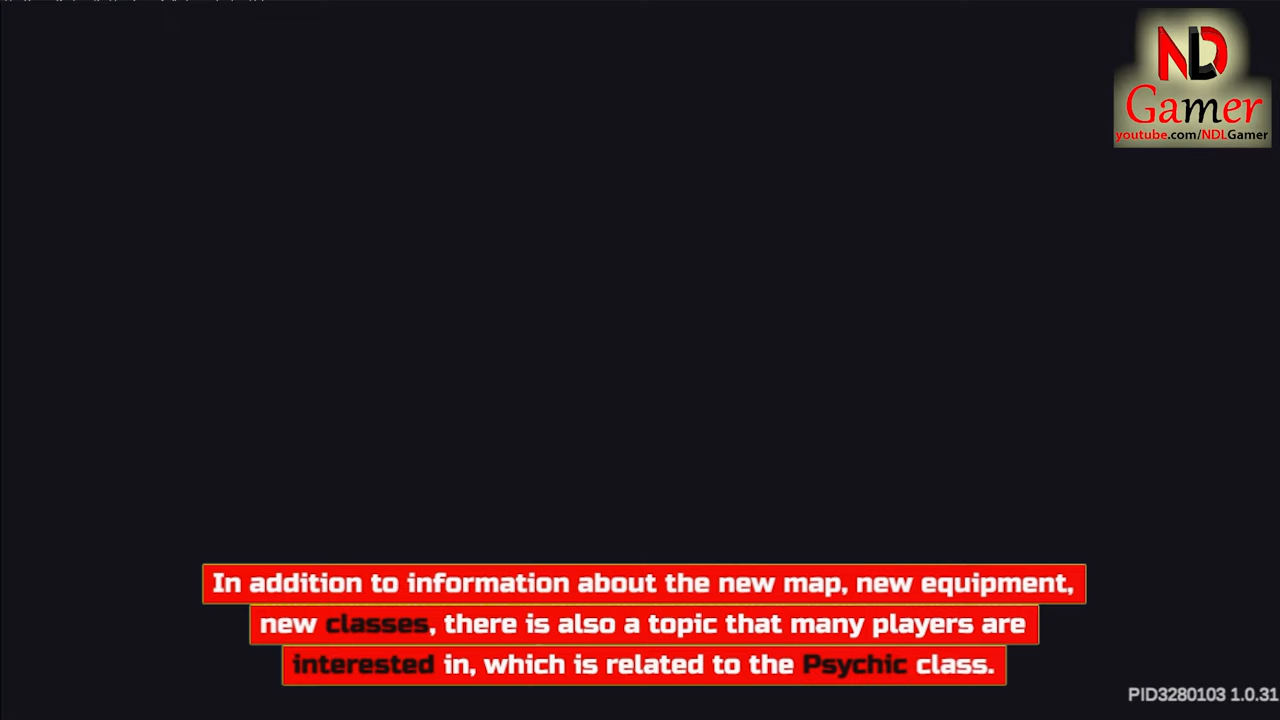 NLD
Gamer
youtube.com/NDLGamer
In addition to information about the new map, new equipment,
new classes, there is also a topic that many players are
interested in, which is related to the Psychic class.
PID3280103 1.0.31